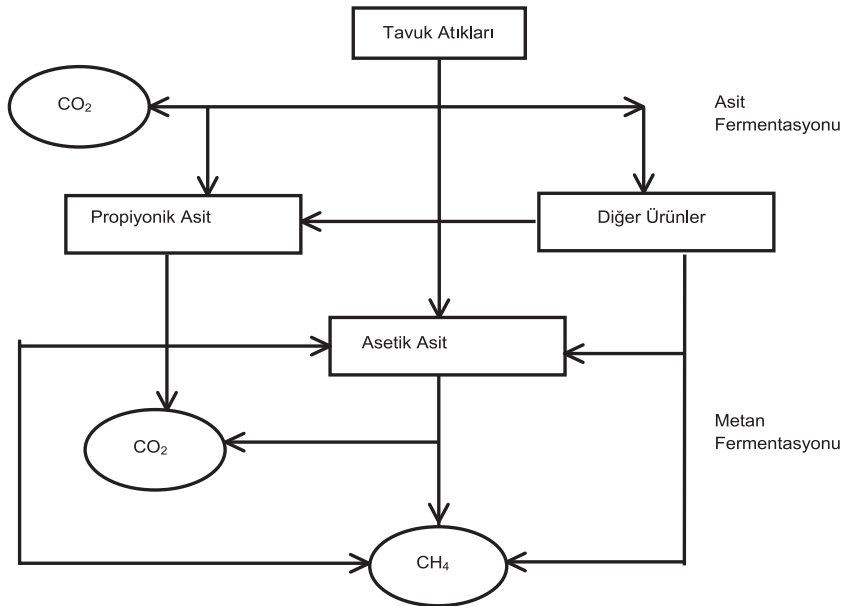 Tavuk Atıkları
CO₂
Asit
Fermentasyonu
Propiyonik Asit
Diğer Ürünler
Asetik Asit
CO₂
Metan
Fermentasyonu
CH₄